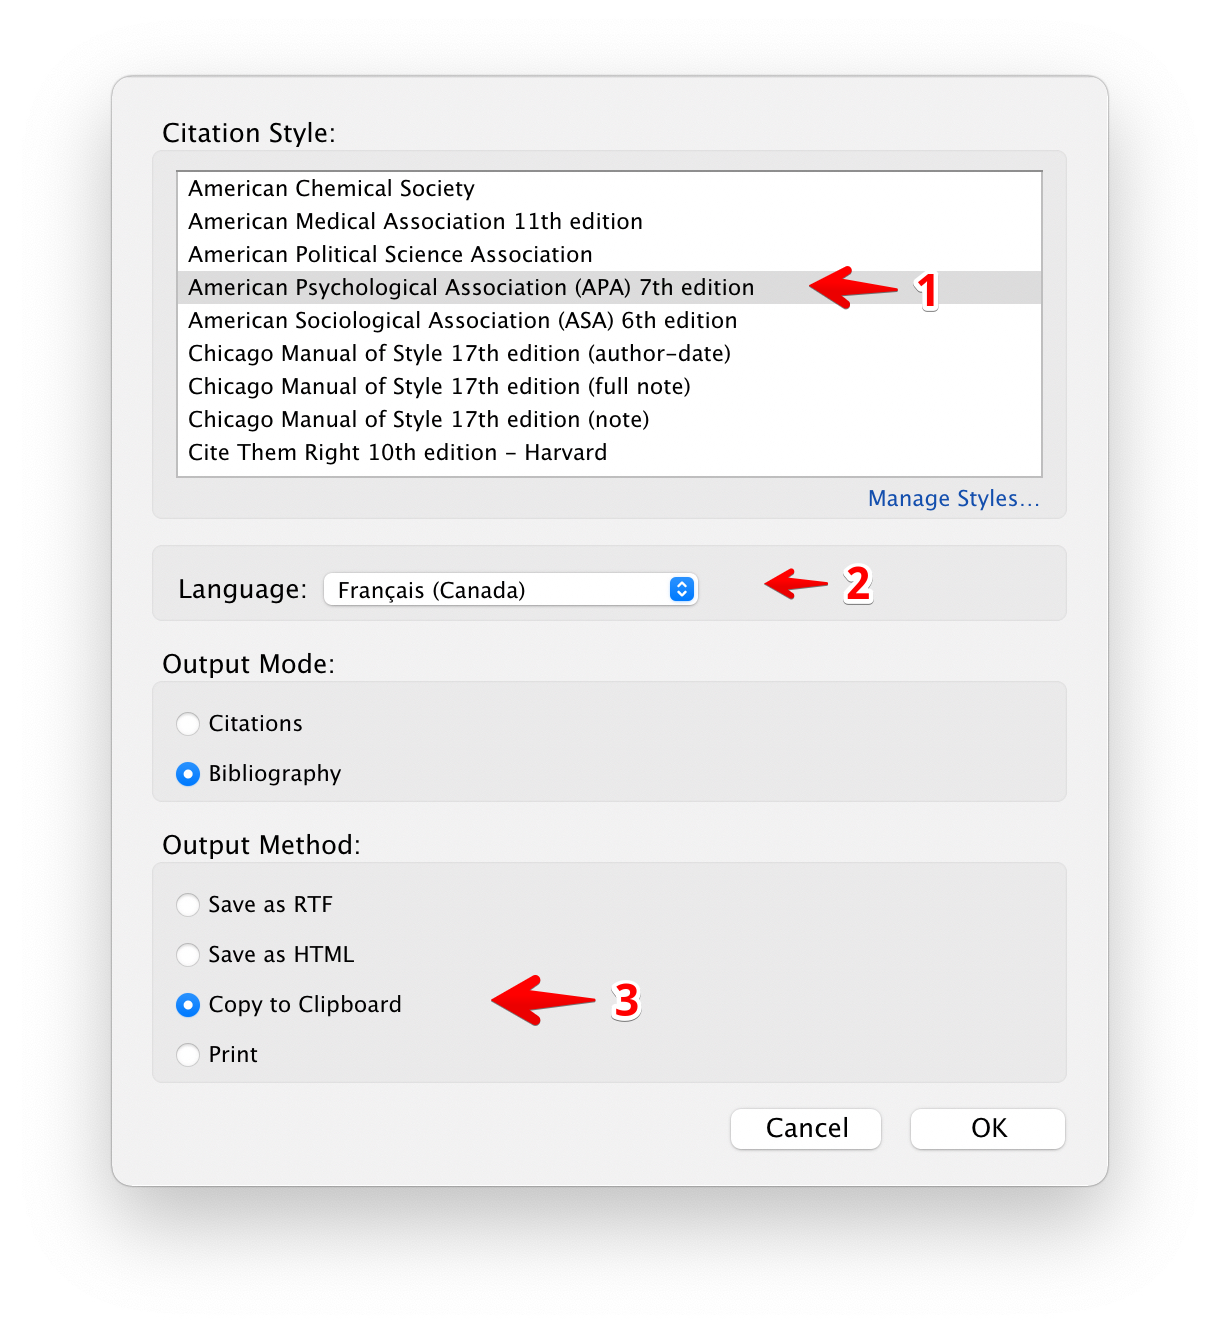 Citation Style:
American Chemical Society
American Medical Association 11th edition
American Political Science Association
American Psychological Association (APA) 7th edition 1
American Sociological Association (ASA) 6th edition
Chicago Manual of Style 17th edition (author-date)
Chicago Manual of Style 17th edition (full note)
Chicago Manual of Style 17th edition (note)
Cite Them Right 10th edition - Harvard
Manage Styles...
Language: Français (Canada) 2
Output Mode:
Citations
Bibliography
Output Method:
Save as RTF
Save as HTML
Copy to Clipboard 3
Print
Cancel OK